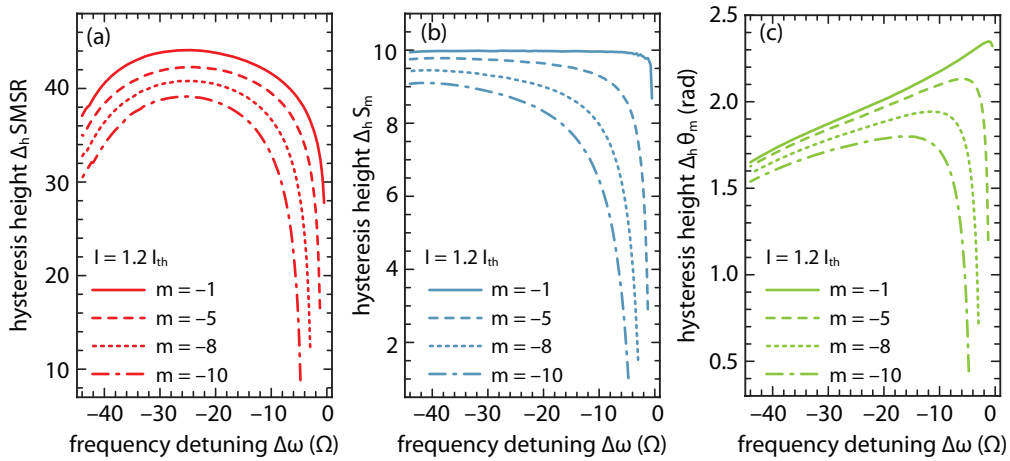 (a)
hysteresis height Δₕ SMSR
40
30
20
10
I = 1.2 Iₜₕ
m = −1
m = −5
m = −8
m = −10
−40 −30 −20 −10 0
frequency detuning Δω (Ω)
(b)
hysteresis height Δₕ Sₘ
10
8
6
4
2
I = 1.2 Iₜₕ
m = −1
m = −5
m = −8
m = −10
−40 −30 −20 −10 0
frequency detuning Δω (Ω)
(c)
hysteresis height Δₕ θₘ (rad)
2.5
2.0
1.5
1.0
0.5
I = 1.2 Iₜₕ
m = −1
m = −5
m = −8
m = −10
−40 −30 −20 −10 0
frequency detuning Δω (Ω)